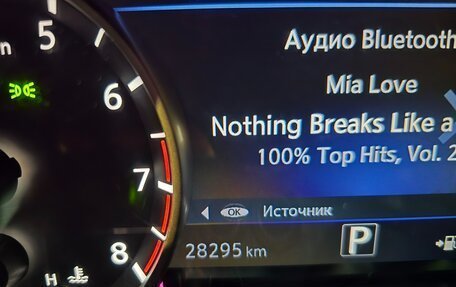 5
6
7
8
H
Аудио Bluetooth
Mia Love
Nothing Breaks Like a
100% Top Hits, Vol. 2
OK Источник
28295 km
P